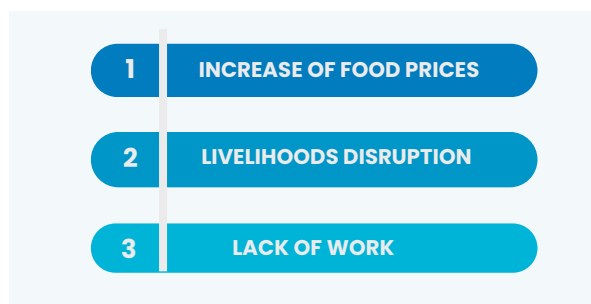 1 INCREASE OF FOOD PRICES
2 LIVELIHOODS DISRUPTION
3 LACK OF WORK